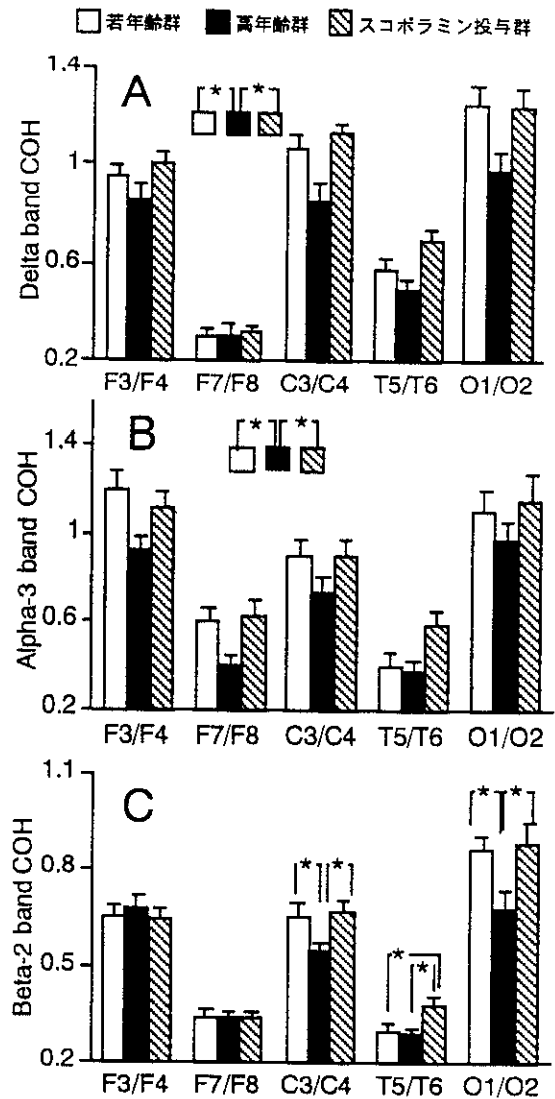 若年齢群 高年齢群 スコポラミン投与群
A
* *
Delta band COH
1.4
1
0.6
0.2
F3/F4 F7/F8 C3/C4 T5/T6 O1/O2
B
* *
Alpha-3 band COH
1.4
1
0.6
0.2
F3/F4 F7/F8 C3/C4 T5/T6 O1/O2
C
* *
* *
*
*
Beta-2 band COH
1.1
0.8
0.5
0.2
F3/F4 F7/F8 C3/C4 T5/T6 O1/O2